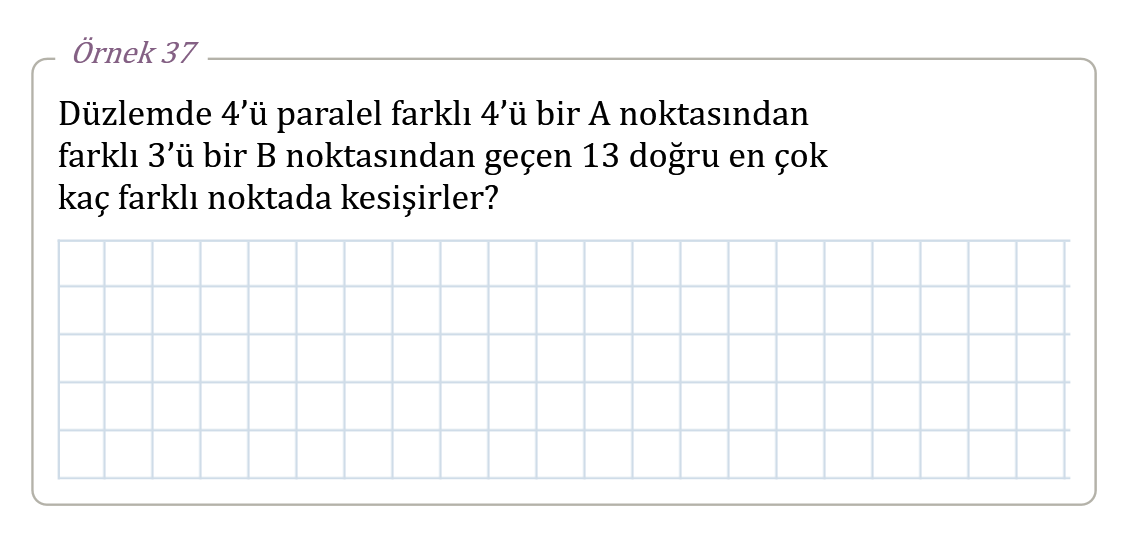 Örnek 37
Düzlemde 4’ü paralel farklı 4’ü bir A noktasından
farklı 3’ü bir B noktasından geçen 13 doğru en çok
kaç farklı noktada kesişirler?